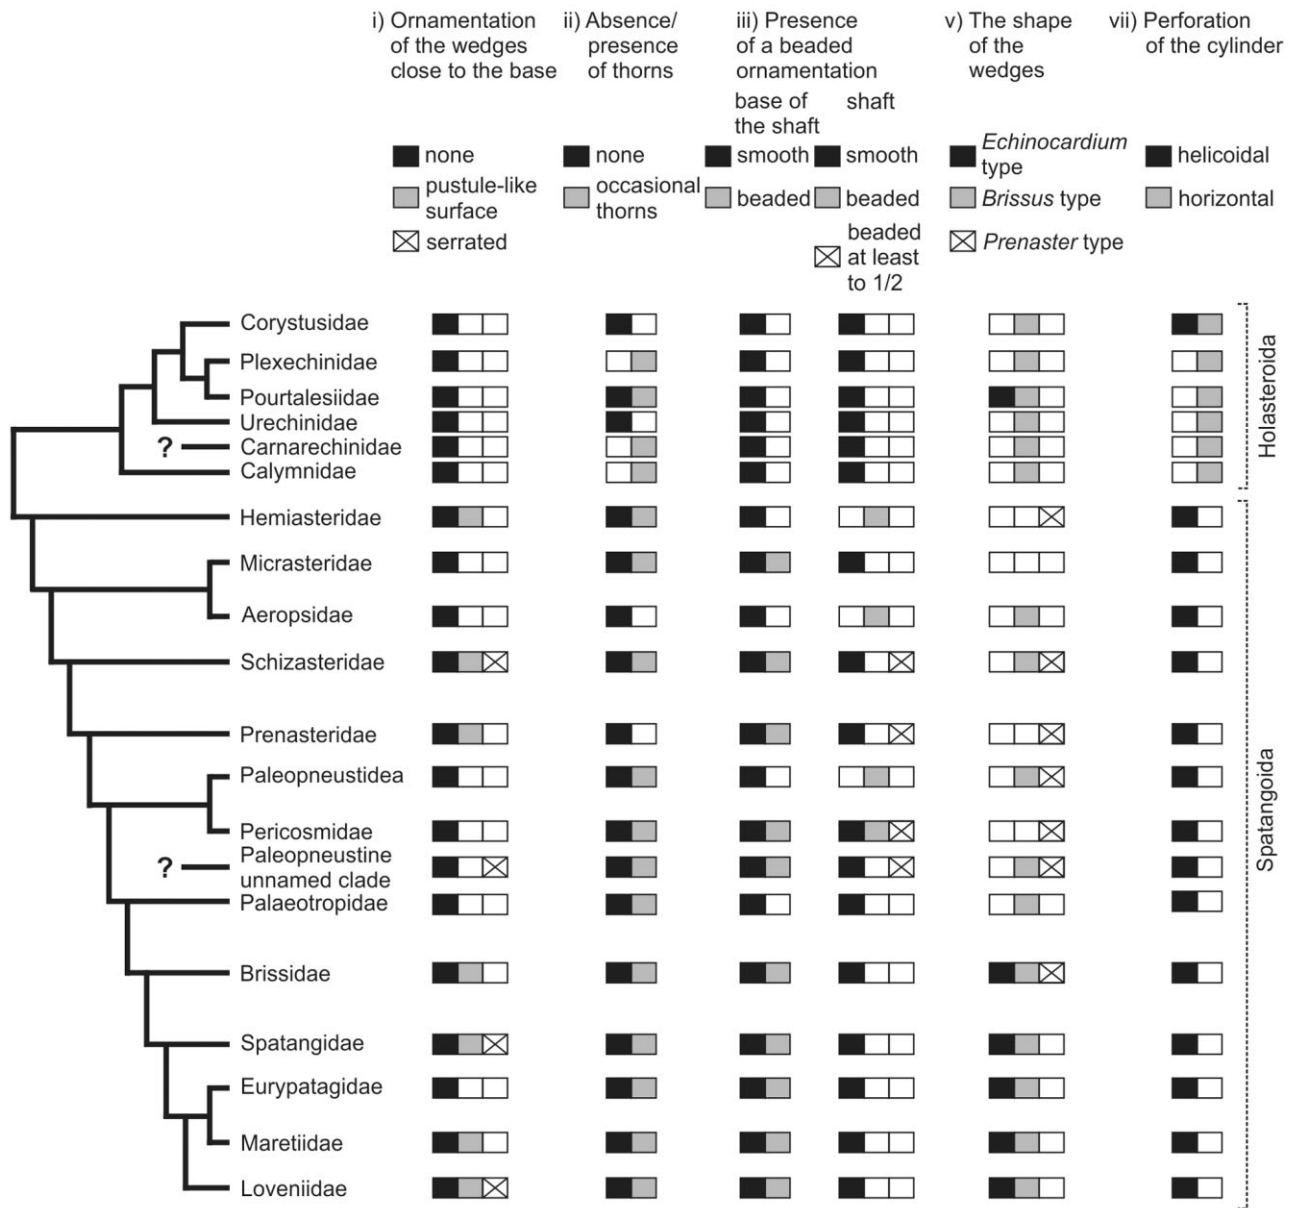 i) Ornamentation
of the wedges
close to the base
ii) Absence/
presence
of thorns
iii) Presence
of a beaded
ornamentation
base of
the shaft
shaft
v) The shape
of the
wedges
vii) Perforation
of the cylinder
none
pustule-like
surface
serrated
none
occasional
thorns
smooth
beaded
smooth
beaded
beaded
at least
to 1/2
Echinocardium
type
Brissus type
Prenaster type
helicoidal
horizontal
Corystusidae
Plexechinidae
Pourtalesiidae
Urechinidae
? Carnarechinidae
Calymnidae
Hemiasteridae
Micrasteridae
Aeropsidae
Schizasteridae
Prenasteridae
Paleopneustidea
Pericosmidae
? Paleopneustine
unnamed clade
Palaeotropidae
Brissidae
Spatangidae
Eurypatagidae
Maretiidae
Loveniidae
Holasteroida
Spatangoida